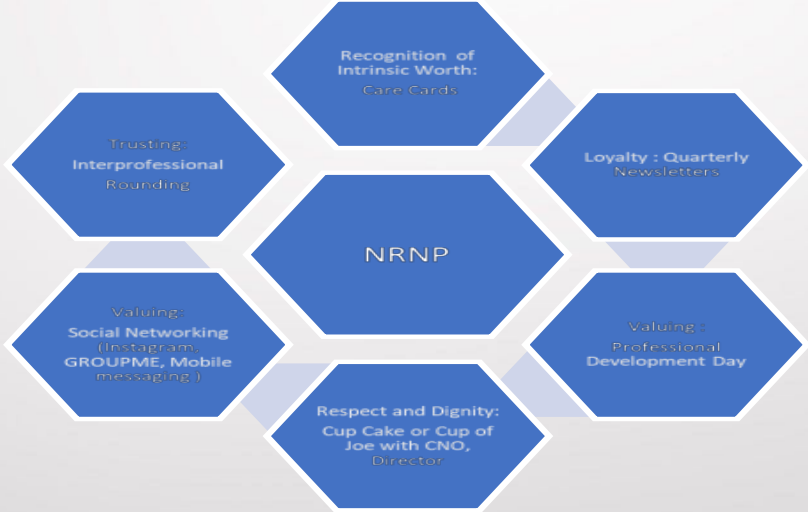 Recognition of
Intrinsic Worth:
Care Cards
Loyalty : Quarterly
Newsletters
Valuing :
Professional
Development Day
Respect and Dignity:
Cup Cake or Cup of
Joe with CNO,
Director
Valuing:
Social Networking
(Instagram,
GROUPME, Mobile
messaging )
Trusting:
Interprofessional
Rounding
NRNP